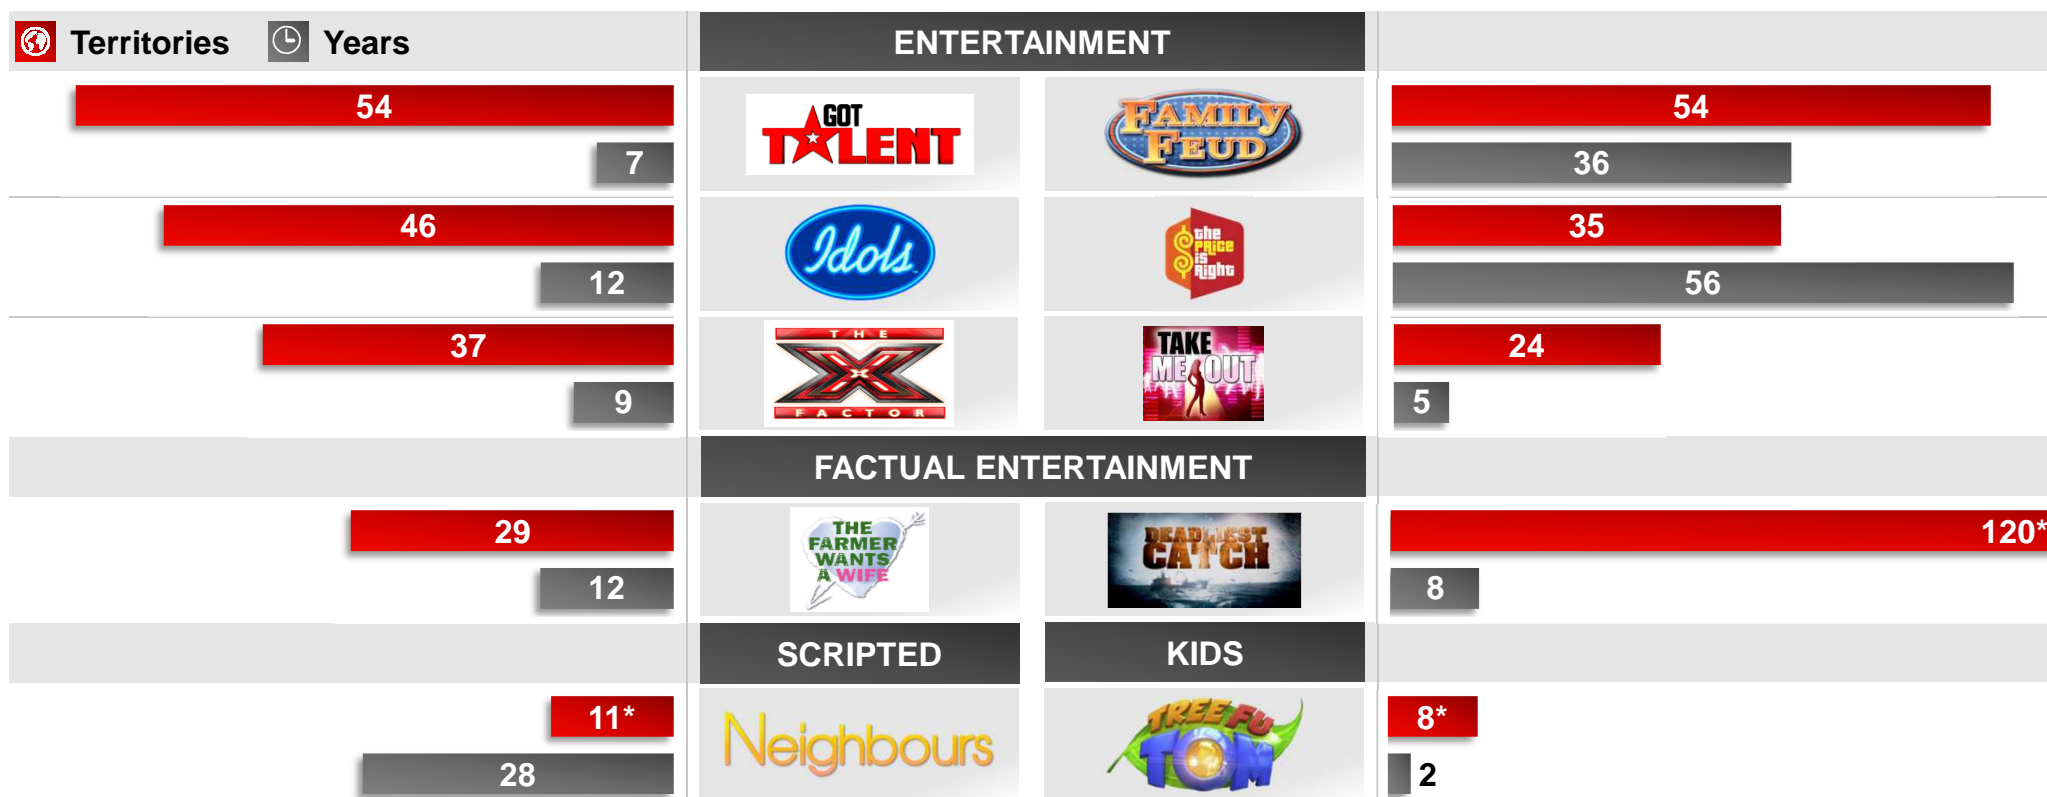 Territories Years ENTERTAINMENT
54 GOT TALENT FAMILY FEUD 54
7 36
46 Idols the PRICE is Right 35
12 56
37 THE X FACTOR TAKE ME OUT 24
9 5
FACTUAL ENTERTAINMENT
29 THE FARMER WANTS A WIFE DEADLIEST CATCH 120*
12 8
SCRIPTED KIDS
11* Neighbours TREE FU TOM 8*
28 2